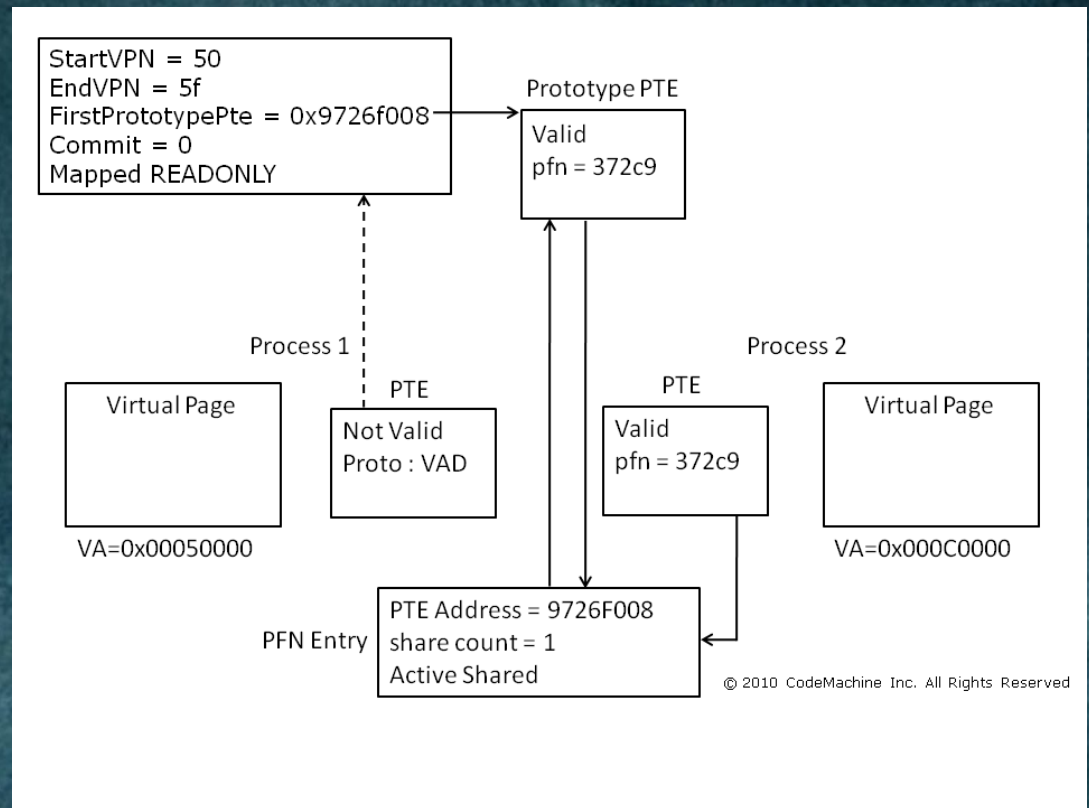 StartVPN = 50
EndVPN = 5f
FirstPrototypePte = 0x9726f008
Commit = 0
Mapped READONLY
Prototype PTE
Valid
pfn = 372c9
Process 1
Process 2
Virtual Page
VA=0x00050000
PTE
Not Valid
Proto : VAD
PTE
Valid
pfn = 372c9
Virtual Page
VA=0x000C0000
PFN Entry
PTE Address = 9726F008
share count = 1
Active Shared
© 2010 CodeMachine Inc. All Rights Reserved